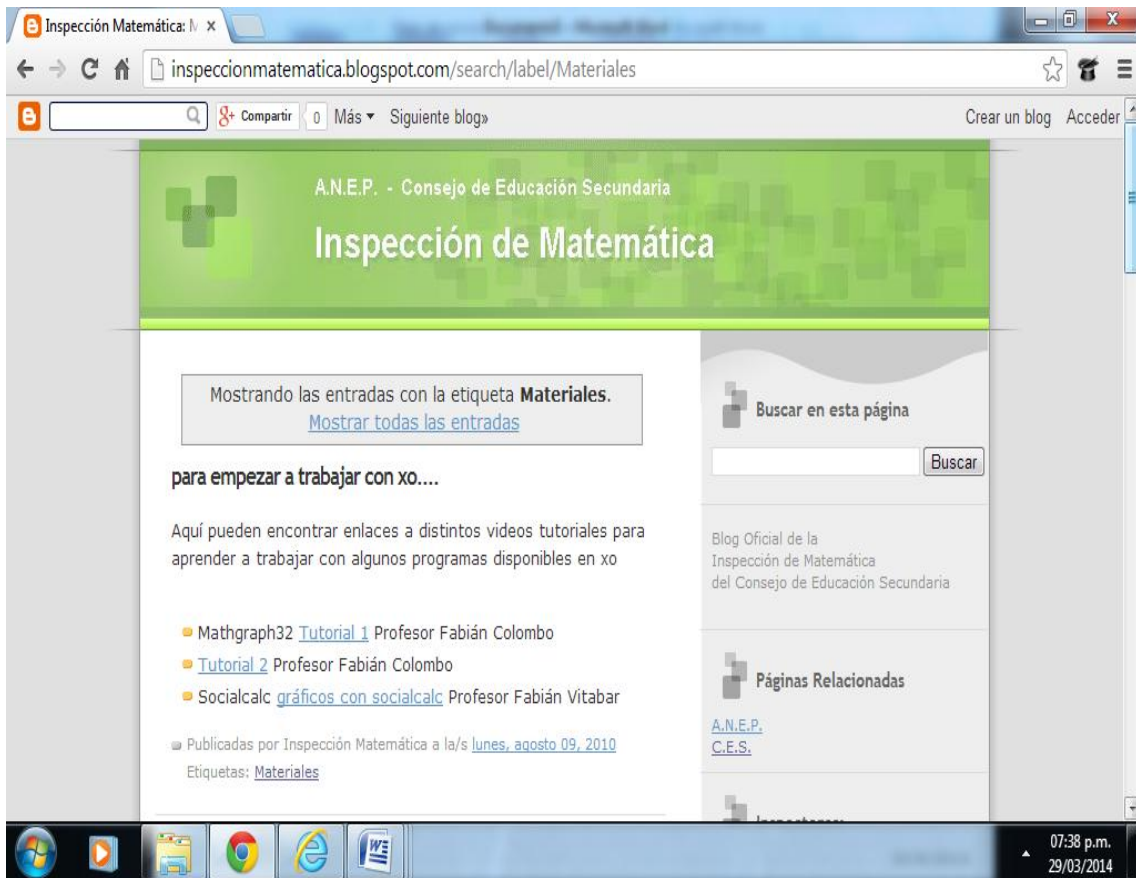 Inspección Matemática: M
inspeccionmatematica.blogspot.com/search/label/Materiales
Compartir 0 Más Siguiente blog» Crear un blog Acceder
A.N.E.P. - Consejo de Educación Secundaria
Inspección de Matemática
Mostrando las entradas con la etiqueta Materiales.
Mostrar todas las entradas
para empezar a trabajar con xo....
Aquí pueden encontrar enlaces a distintos videos tutoriales para
aprender a trabajar con algunos programas disponibles en xo
Mathgraph32 Tutorial 1 Profesor Fabián Colombo
Tutorial 2 Profesor Fabián Colombo
Socialcalc gráficos con socialcalc Profesor Fabián Vitabar
Publicadas por Inspección Matemática a la/s lunes, agosto 09, 2010
Etiquetas: Materiales
Buscar en esta página
Buscar
Blog Oficial de la
Inspección de Matemática
del Consejo de Educación Secundaria
Páginas Relacionadas
A.N.E.P.
C.E.S.
07:38 p.m.
29/03/2014